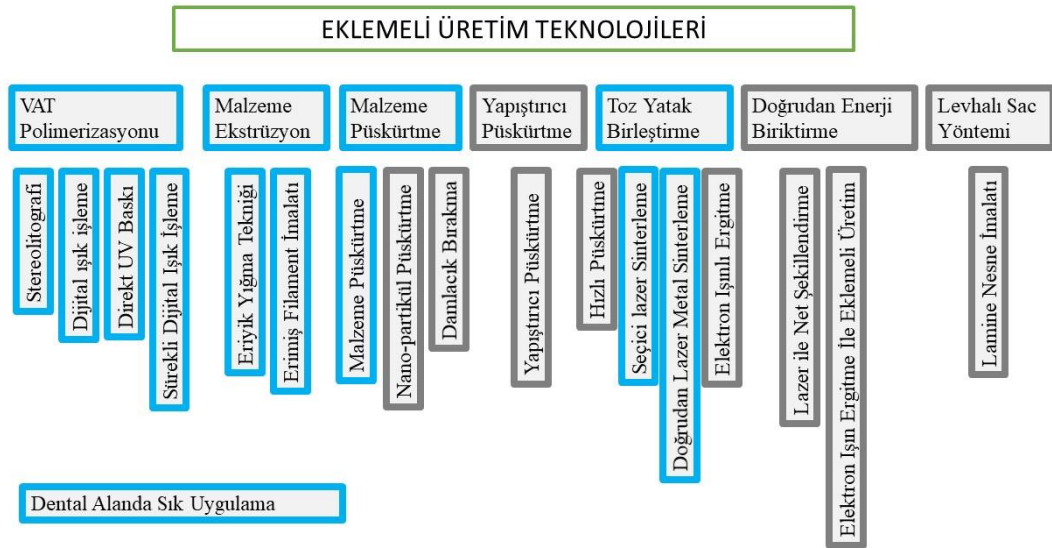 EKLEMELİ ÜRETİM TEKNOLOJİLERİ
VAT
Polimerizasyonu
Malzeme
Ekstrüzyon
Malzeme
Püskürtme
Yapıştırıcı
Püskürtme
Toz Yatak
Birleştirme
Doğrudan Enerji
Biriktirme
Levhalı Sac
Yöntemi
Stereolitografi
Dijital ışık işleme
Direkt UV Baskı
Sürekli Dijital Işık İşleme
Eriyik Yığma Tekniği
Erimiş Filament İmalatı
Malzeme Püskürtme
Nano-partikül Püskürtme
Damlacık Bırakma
Yapıştırıcı Püskürtme
Hızlı Püskürtme
Seçici lazer Sinterleme
Doğrudan Lazer Metal Sinterleme
Elektron Işınlı Ergitme
Lazer ile Net Şekillendirme
Elektron Işın Ergitme İle Eklemeli Üretim
Lamine Nesne İmalatı
Dental Alanda Sık Uygulama